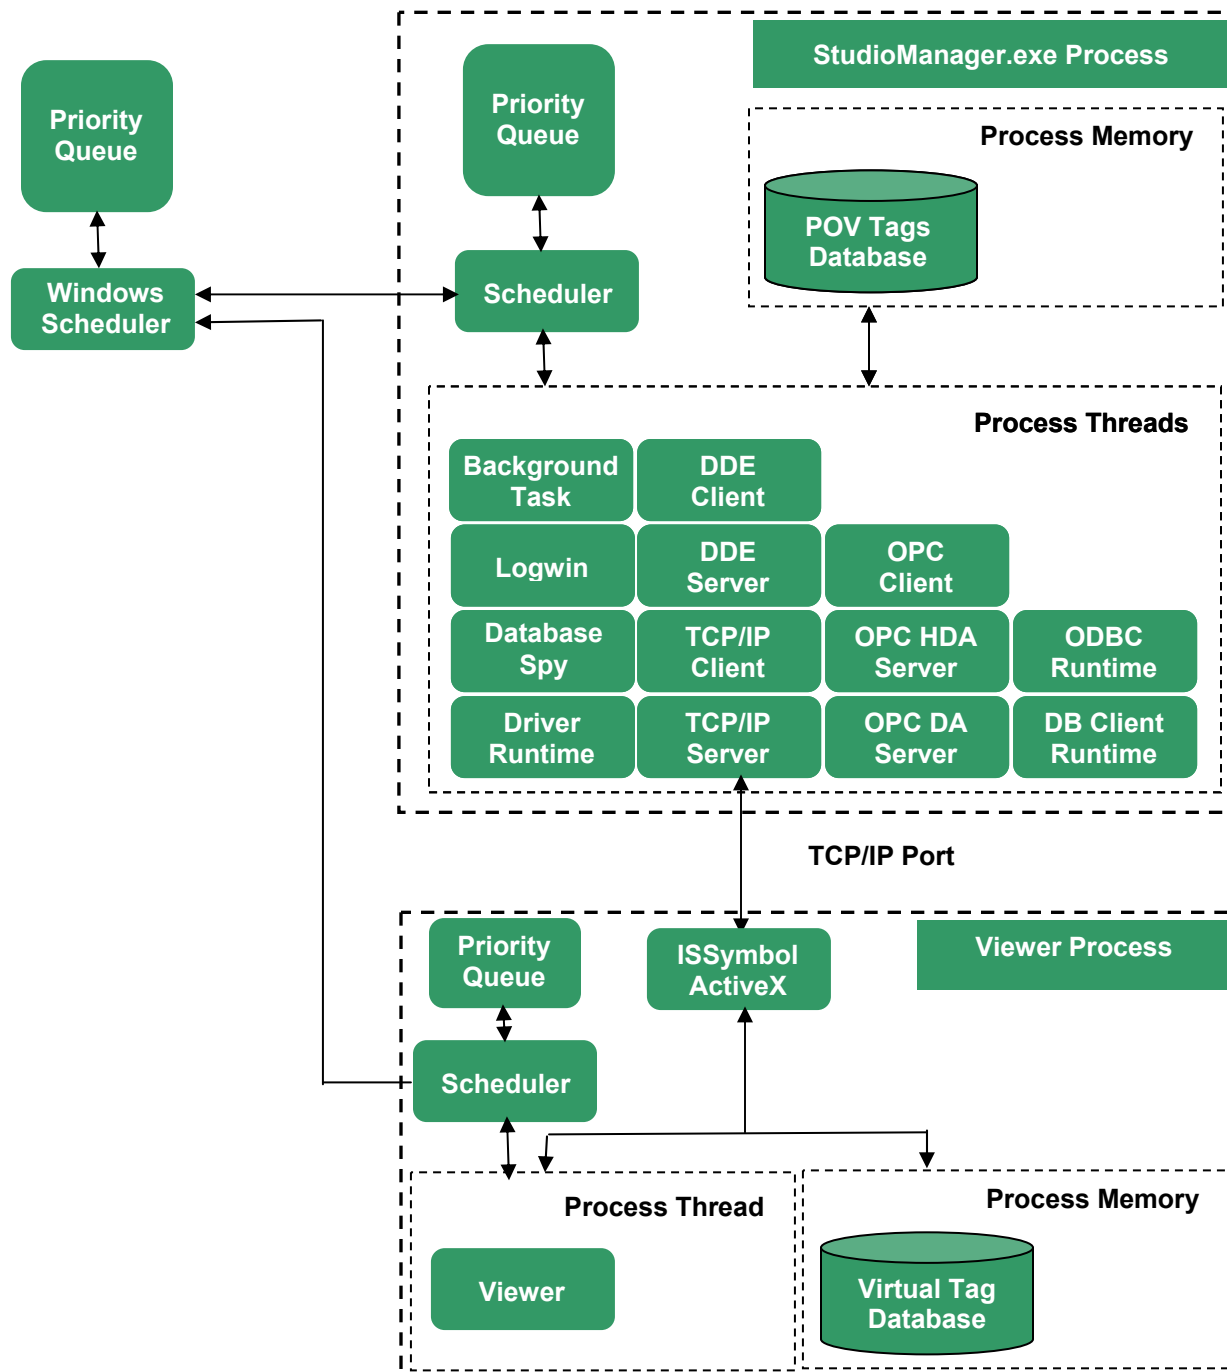 StudioManager.exe Process
Priority
Queue
Priority
Queue
Process Memory
POV Tags
Database
Windows
Scheduler
Scheduler
Process Threads
Background
Task
DDE
Client
Logwin
DDE
Server
OPC
Client
Database
Spy
TCP/IP
Client
OPC HDA
Server
ODBC
Runtime
Driver
Runtime
TCP/IP
Server
OPC DA
Server
DB Client
Runtime
TCP/IP Port
Priority
Queue
ISSymbol
ActiveX
Viewer Process
Scheduler
Process Thread
Viewer
Process Memory
Virtual Tag
Database